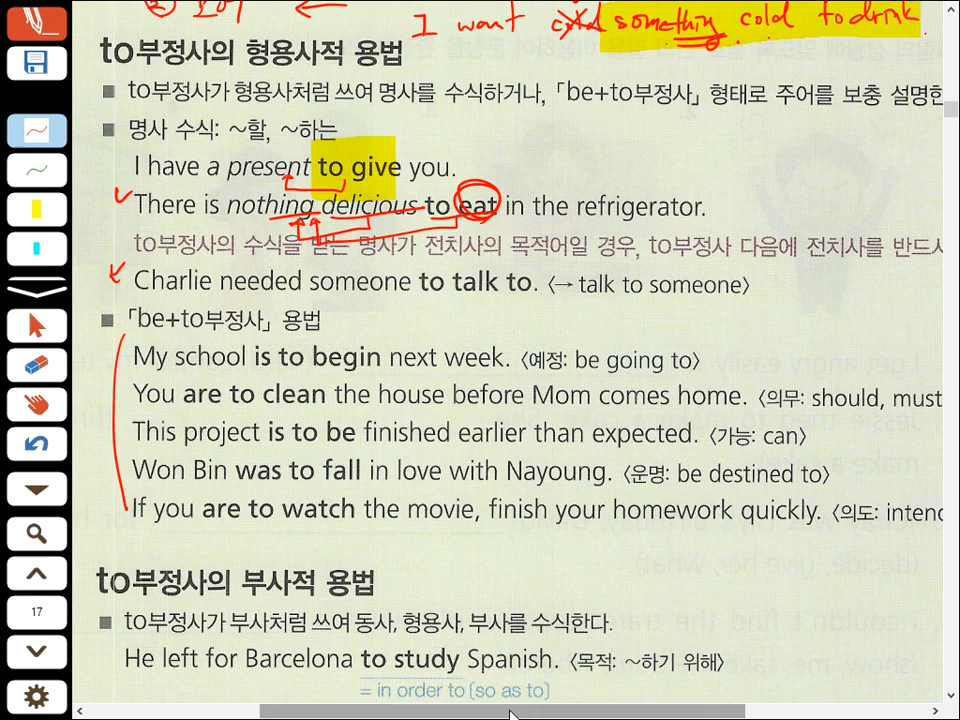 ② 보어 ←
I want cold something cold to drink.
to부정사의 형용사적 용법
■ to부정사가 형용사처럼 쓰여 명사를 수식하거나, 「be+to부정사」 형태로 주어를 보충 설명한
■ 명사 수식: ~할, ~하는
I have a present to give you.
There is nothing delicious to eat in the refrigerator.
to부정사의 수식을 받는 명사가 전치사의 목적어일 경우, to부정사 다음에 전치사를 반드시
Charlie needed someone to talk to. 〈→ talk to someone〉
■ 「be+to부정사」 용법
My school is to begin next week. 〈예정: be going to〉
You are to clean the house before Mom comes home. 〈의무: should, must
This project is to be finished earlier than expected. 〈가능: can〉
Won Bin was to fall in love with Nayoung. 〈운명: be destined to〉
If you are to watch the movie, finish your homework quickly. 〈의도: intend
to부정사의 부사적 용법
■ to부정사가 부사처럼 쓰여 동사, 형용사, 부사를 수식한다.
He left for Barcelona to study Spanish. 〈목적: ~하기 위해〉
= in order to (so as to)
17